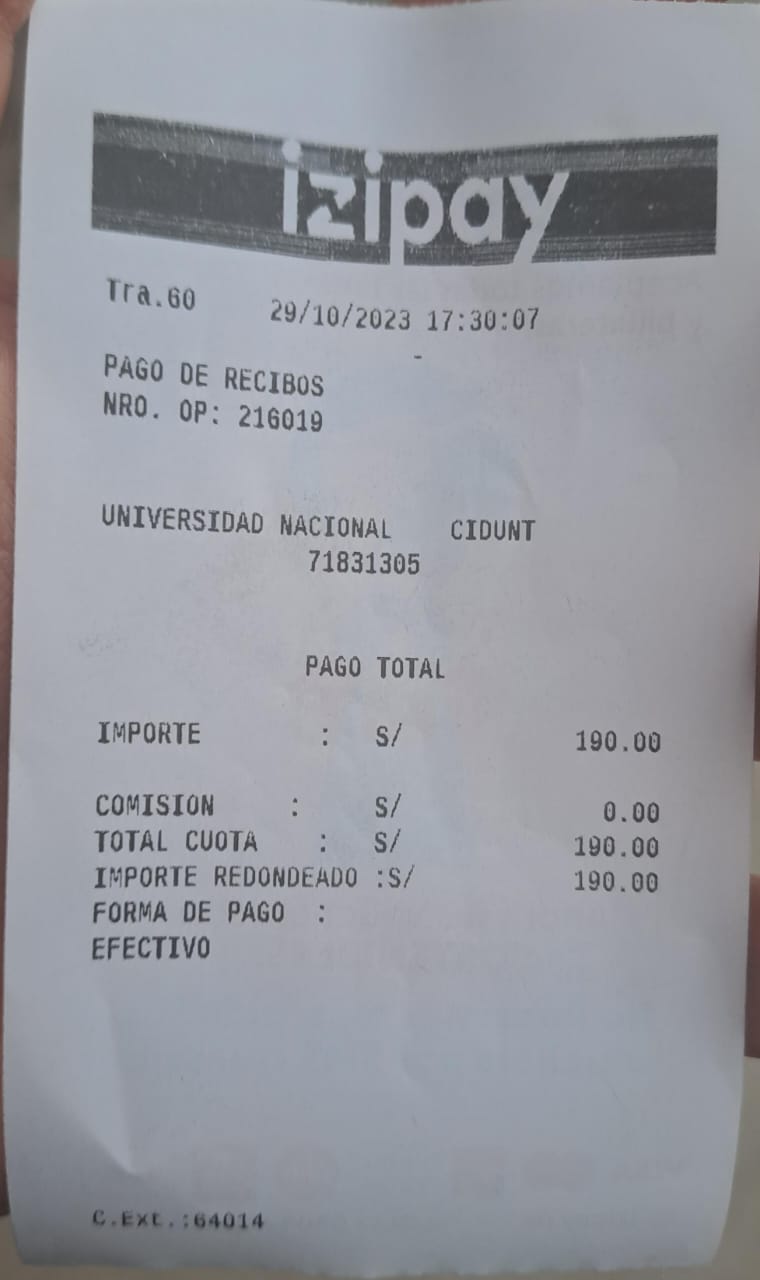 izipay
Tra.60 29/10/2023 17:30:07
-
PAGO DE RECIBOS
NRO. OP: 216019
UNIVERSIDAD NACIONAL CIDUNT
71831305
PAGO TOTAL
IMPORTE : S/ 190.00
COMISION : S/ 0.00
TOTAL CUOTA : S/ 190.00
IMPORTE REDONDEADO :S/ 190.00
FORMA DE PAGO :
EFECTIVO
C.Ext.:64014